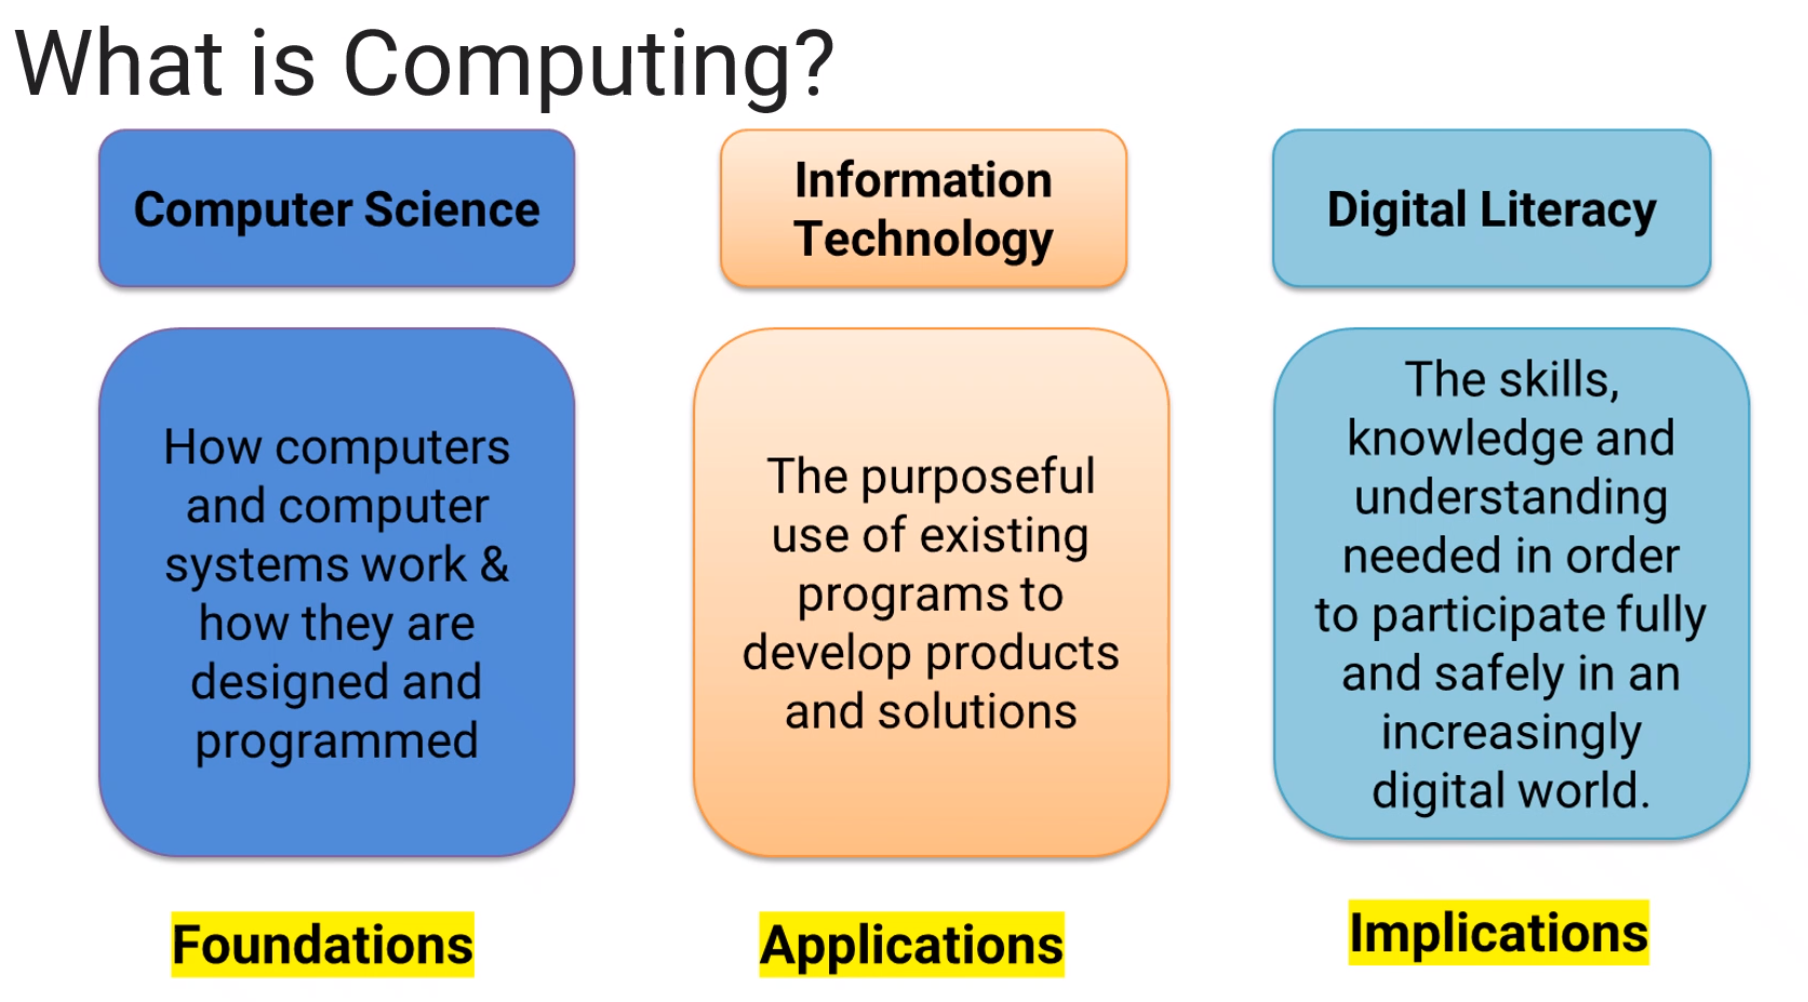 What is Computing?
Computer Science
Information
Technology
Digital Literacy
How computers
and computer
systems work &
how they are
designed and
programmed
The purposeful
use of existing
programs to
develop products
and solutions
The skills,
knowledge and
understanding
needed in order
to participate fully
and safely in an
increasingly
digital world.
Foundations
Applications
Implications